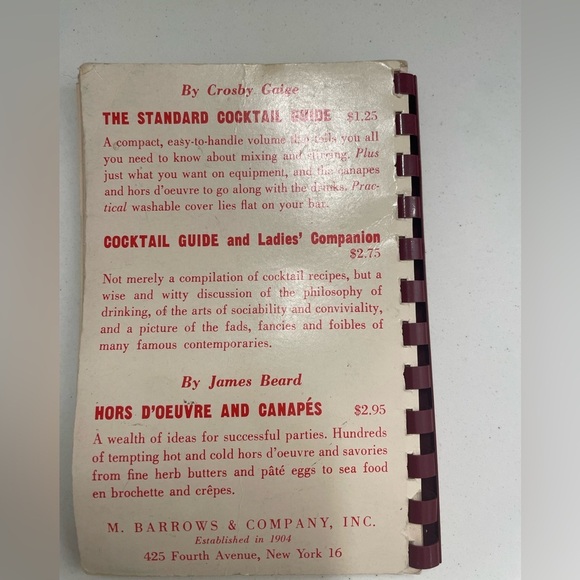 By Crosby Gaige
THE STANDARD COCKTAIL GUIDE $1.25
A compact, easy-to-handle volume that tells you all
you need to know about mixing and serving. Plus
just what you want on equipment, and the canapes
and hors d'oeuvre to go along with the drinks. Prac-
tical washable cover lies flat on your bar.
COCKTAIL GUIDE and Ladies' Companion
$2.75
Not merely a compilation of cocktail recipes, but a
wise and witty discussion of the philosophy of
drinking, of the arts of sociability and conviviality,
and a picture of the fads, fancies and foibles of
many famous contemporaries.
By James Beard
HORS D'OEUVRE AND CANAPÉS $2.95
A wealth of ideas for successful parties. Hundreds
of tempting hot and cold hors d'oeuvre and savories
from fine herb butters and pâté eggs to sea food
en brochette and crêpes.
M. BARROWS & COMPANY, INC.
Established in 1904
425 Fourth Avenue, New York 16